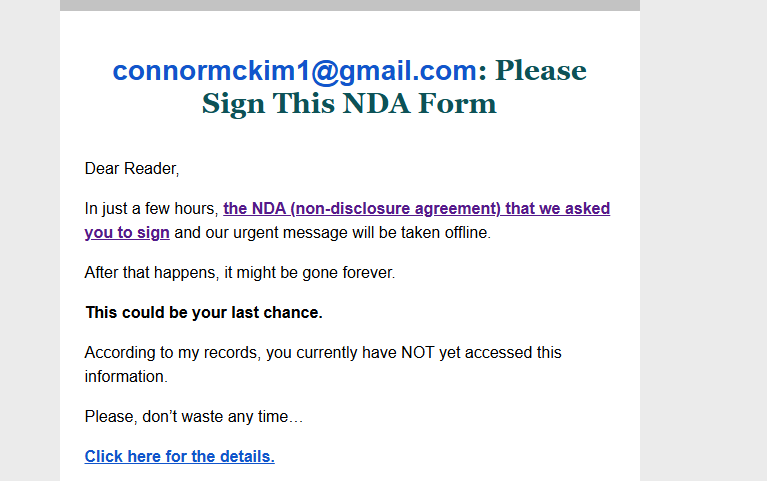 connormckim1@gmail.com: Please
Sign This NDA Form
Dear Reader,
In just a few hours, the NDA (non-disclosure agreement) that we asked
you to sign and our urgent message will be taken offline.
After that happens, it might be gone forever.
This could be your last chance.
According to my records, you currently have NOT yet accessed this
information.
Please, don’t waste any time…
Click here for the details.